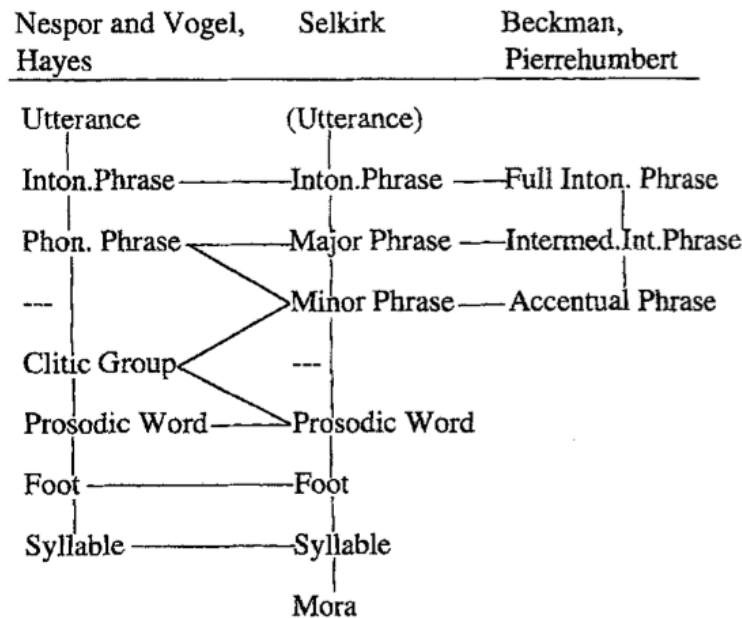 Nespor and Vogel, Selkirk Beckman,
Hayes Pierrehumbert
Utterance (Utterance)
Inton.Phrase Inton.Phrase Full Inton. Phrase
Phon. Phrase Major Phrase Intermed.Int.Phrase
--- Minor Phrase Accentual Phrase
Clitic Group ---
Prosodic Word Prosodic Word
Foot Foot
Syllable Syllable
Mora